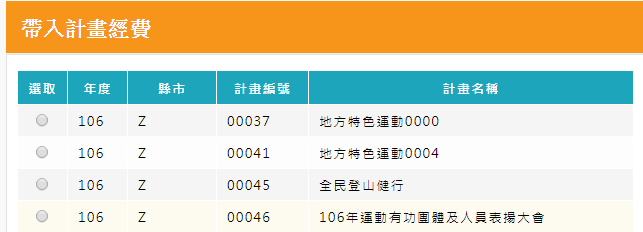 帶入計畫經費
選取 年度 縣市 計畫編號 計畫名稱
106 Z 00037 地方特色運動0000
106 Z 00041 地方特色運動0004
106 Z 00045 全民登山健行
106 Z 00046 106年運動有功團體及人員表揚大會